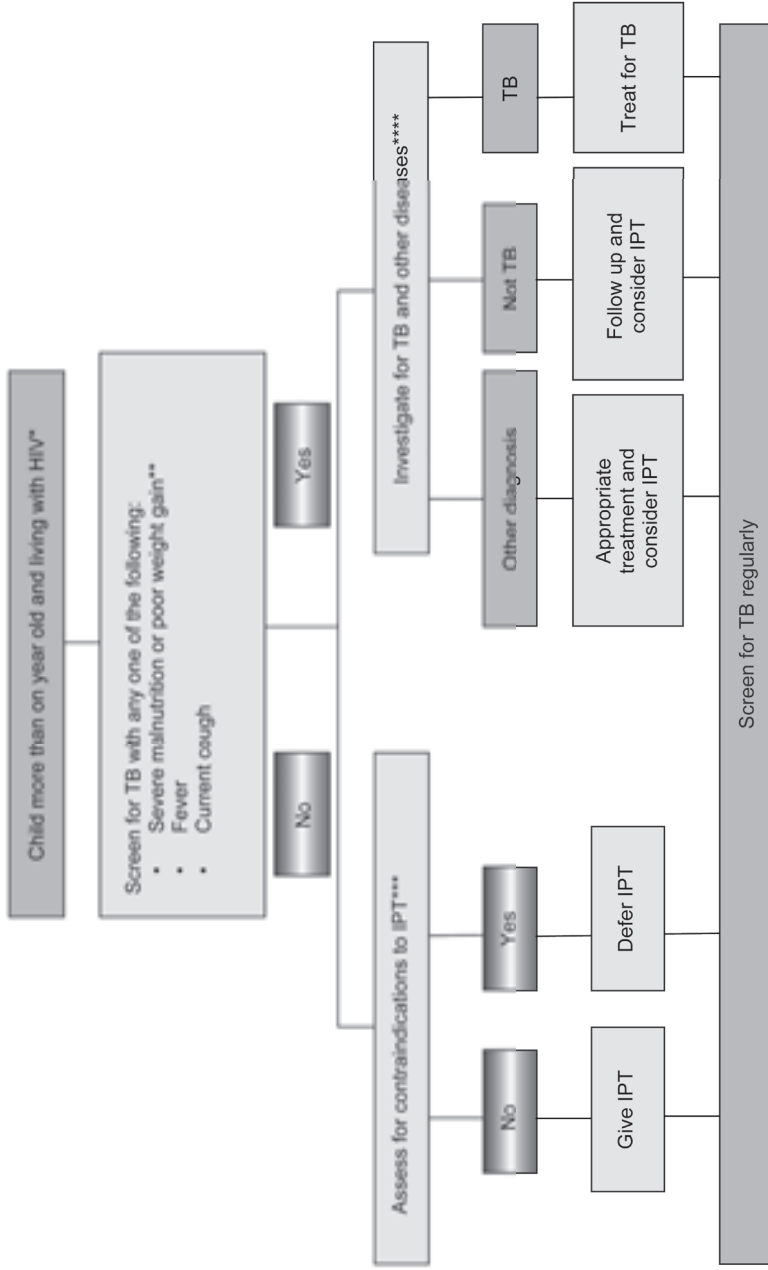 Child more than on year old and living with HIV*
Screen for TB with any one of the following:
• Severe malnutrition or poor weight gain**
• Fever
• Current cough
No
Yes
Assess for contraindications to IPT***
Investigate for TB and other diseases****
No
Yes
Other diagnosis
Not TB
TB
Give IPT
Defer IPT
Appropriate
treatment and
consider IPT
Follow up and
consider IPT
Treat for TB
Screen for TB regularly